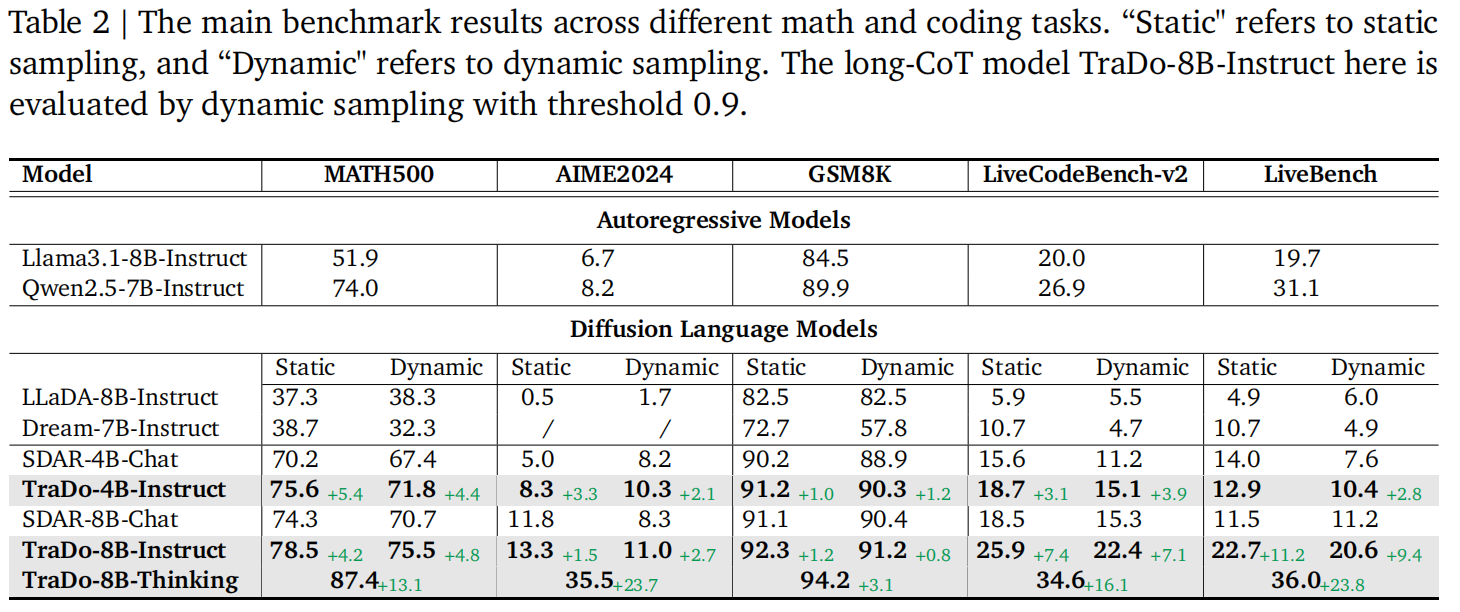 Table 2 | The main benchmark results across different math and coding tasks. “Static" refers to static
sampling, and “Dynamic" refers to dynamic sampling. The long-CoT model TraDo-8B-Instruct here is
evaluated by dynamic sampling with threshold 0.9.
Model MATH500 AIME2024 GSM8K LiveCodeBench-v2 LiveBench
Autoregressive Models
Llama3.1-8B-Instruct 51.9 6.7 84.5 20.0 19.7
Qwen2.5-7B-Instruct 74.0 8.2 89.9 26.9 31.1
Diffusion Language Models
Static Dynamic Static Dynamic Static Dynamic Static Dynamic Static Dynamic
LLaDA-8B-Instruct 37.3 38.3 0.5 1.7 82.5 82.5 5.9 5.5 4.9 6.0
Dream-7B-Instruct 38.7 32.3 / / 72.7 57.8 10.7 4.7 10.7 4.9
SDAR-4B-Chat 70.2 67.4 5.0 8.2 90.2 88.9 15.6 11.2 14.0 7.6
TraDo-4B-Instruct 75.6 +5.4 71.8 +4.4 8.3 +3.3 10.3 +2.1 91.2 +1.0 90.3 +1.2 18.7 +3.1 15.1 +3.9 12.9 10.4 +2.8
SDAR-8B-Chat 74.3 70.7 11.8 8.3 91.1 90.4 18.5 15.3 11.5 11.2
TraDo-8B-Instruct 78.5 +4.2 75.5 +4.8 13.3 +1.5 11.0 +2.7 92.3 +1.2 91.2 +0.8 25.9 +7.4 22.4 +7.1 22.7+11.2 20.6 +9.4
TraDo-8B-Thinking 87.4+13.1 35.5+23.7 94.2 +3.1 34.6+16.1 36.0+23.8